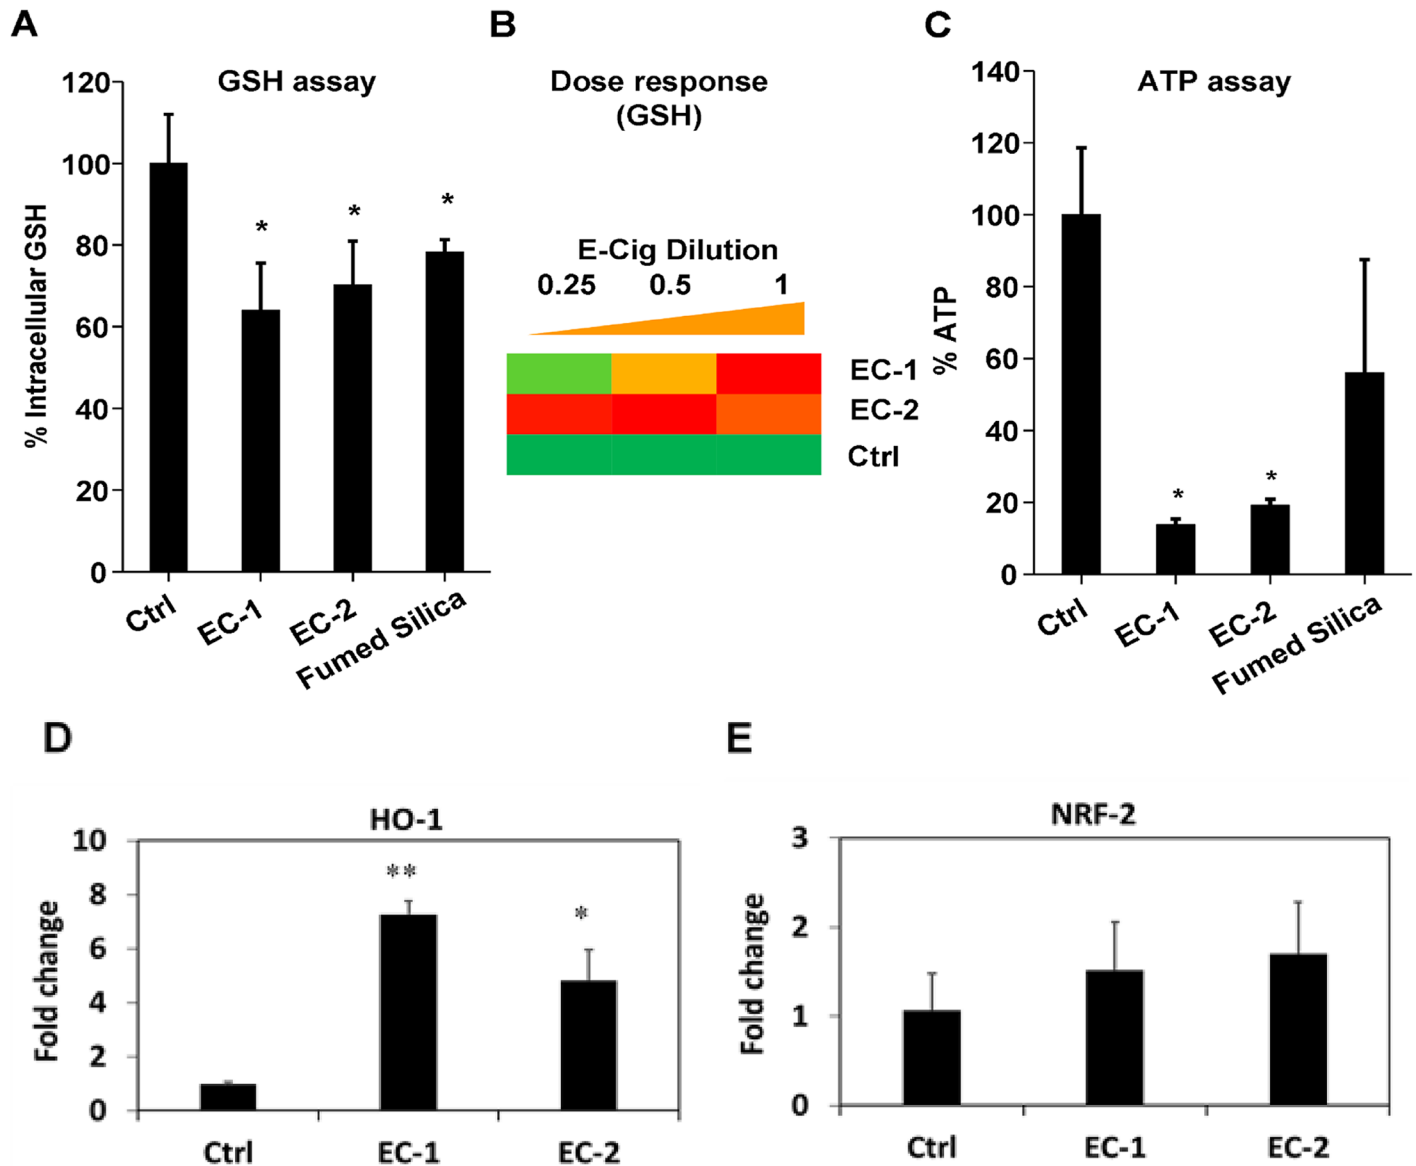 A
GSH assay
% Intracellular GSH
120
100
80
60
40
20
0
*
*
*
Ctrl
EC-1
EC-2
Fumed Silica
B
Dose response
(GSH)
E-Cig Dilution
0.25 0.5 1
EC-1
EC-2
Ctrl
C
ATP assay
% ATP
140
120
100
80
60
40
20
0
*
*
Ctrl
EC-1
EC-2
Fumed Silica
D
HO-1
Fold change
10
8
6
4
2
0
**
*
Ctrl
EC-1
EC-2
E
NRF-2
Fold change
3
2
1
0
Ctrl
EC-1
EC-2